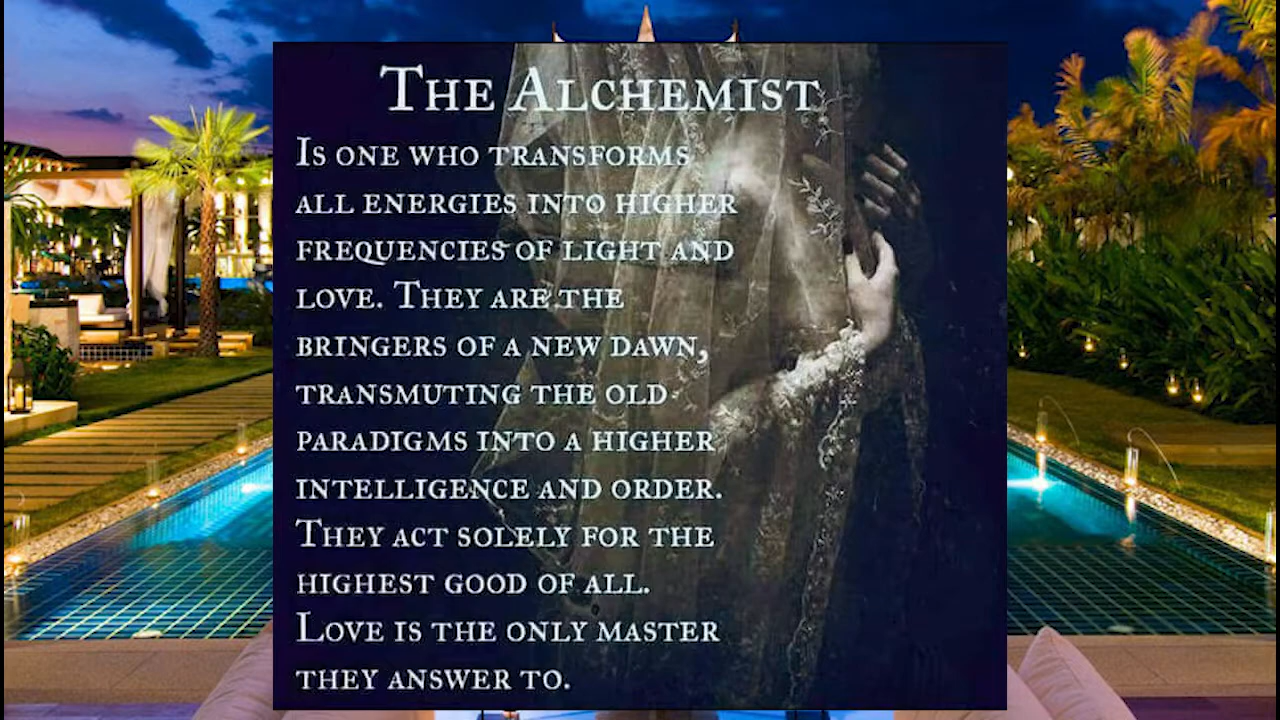 The Alchemist
Is one who transforms
all energies into higher
frequencies of light and
love. They are the
bringers of a new dawn,
transmuting the old
paradigms into a higher
intelligence and order.
They act solely for the
highest good of all.
Love is the only master
they answer to.